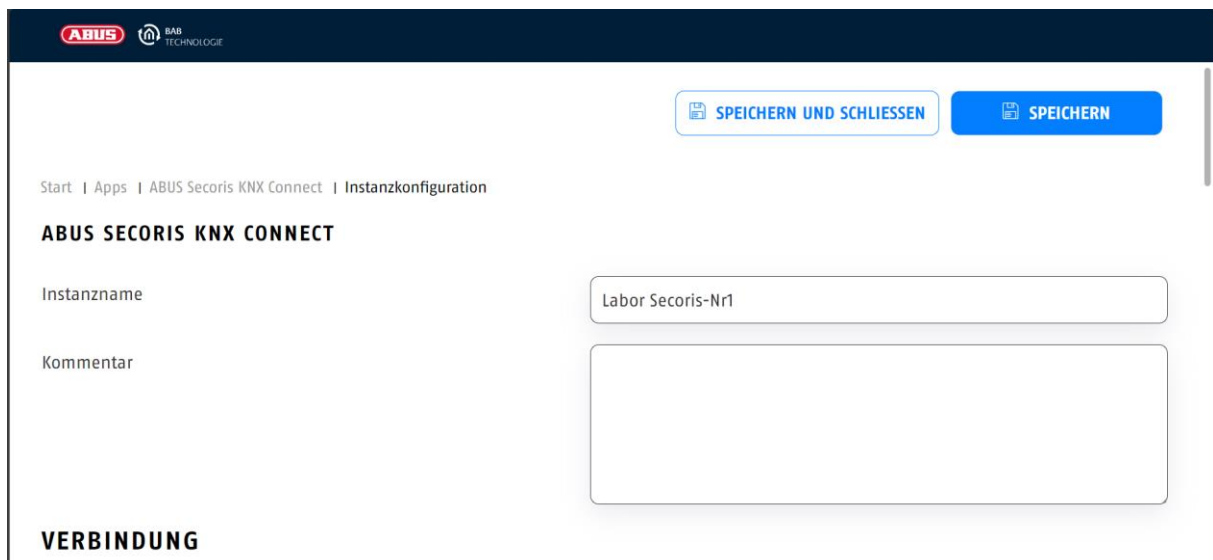 ABUS BAB
TECHNOLOGIE
SPEICHERN UND SCHLIESSEN SPEICHERN
Start | Apps | ABUS Secoris KNX Connect | Instanzkonfiguration
ABUS SECORIS KNX CONNECT
Instanzname Labor Secoris-Nr1
Kommentar
VERBINDUNG